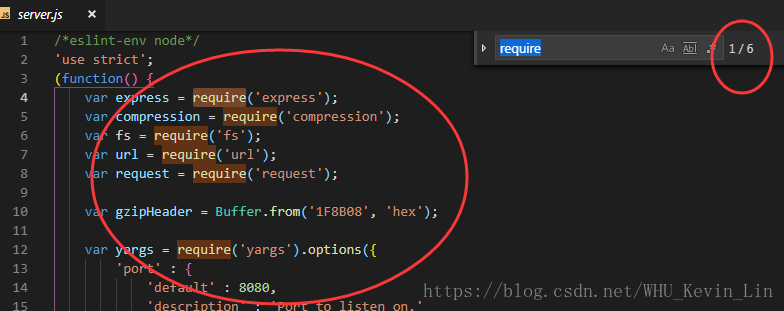 JS server.js ×
require Aa Abl .* 1 / 6
1 /*eslint-env node*/
2 'use strict';
3 (function() {
4 var express = require('express');
5 var compression = require('compression');
6 var fs = require('fs');
7 var url = require('url');
8 var request = require('request');
9
10 var gzipHeader = Buffer.from('1F8B08', 'hex');
11
12 var yargs = require('yargs').options({
13 'port' : {
14 'default' : 8080,
15 'description' : 'Port to listen on.'
https://blog.csdn.net/WHU_Kevin_Lin